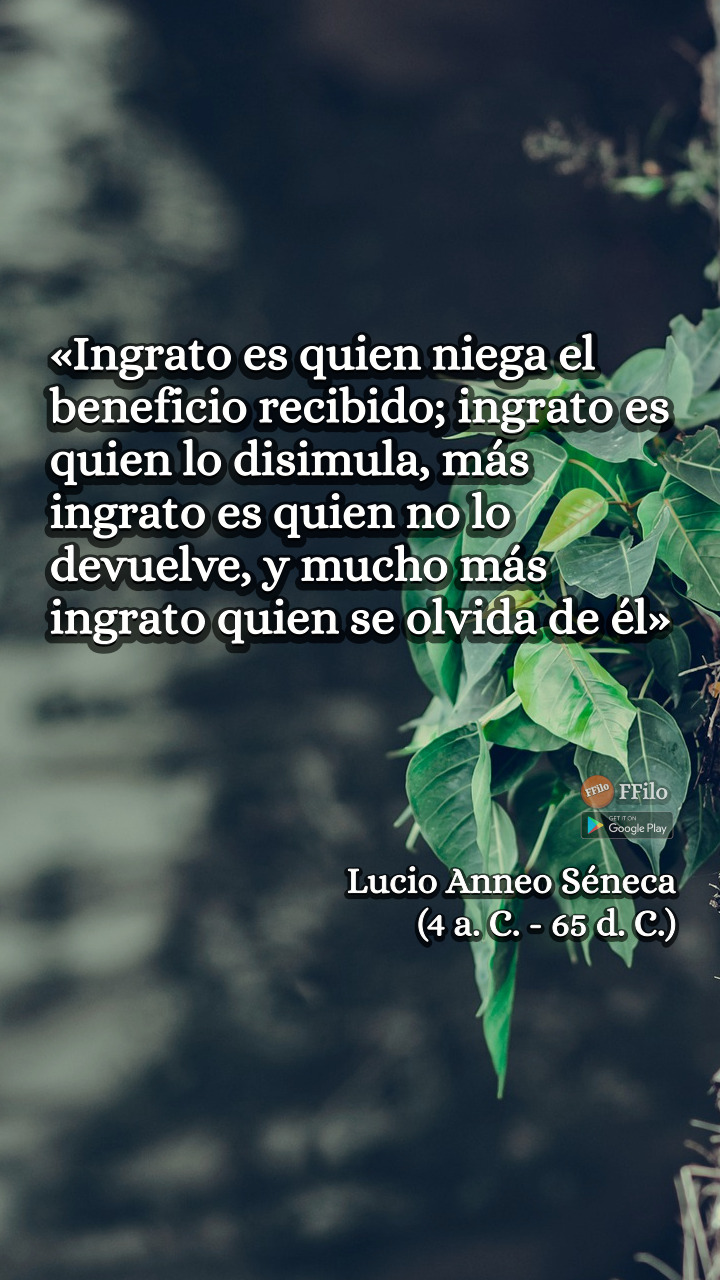 «Ingrato es quien niega el
beneficio recibido; ingrato es
quien lo disimula, más
ingrato es quien no lo
devuelve, y mucho más
ingrato quien se olvida de él»
FFilo FFilo
GET IT ON
Google Play
Lucio Anneo Séneca
(4 a. C. - 65 d. C.)